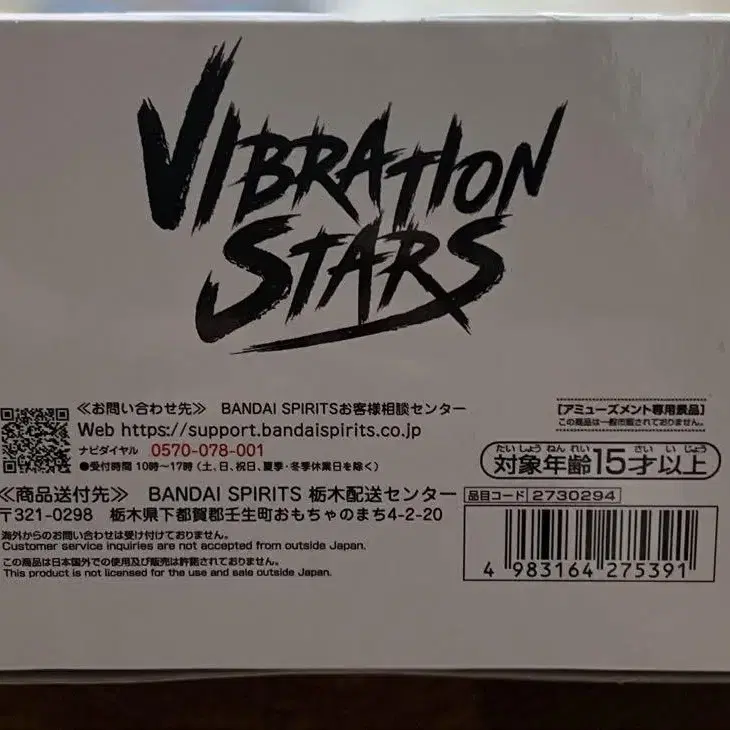 VIBRATION
STARS
≪お問い合わせ先≫ BANDAI SPIRITSお客様相談センター
Web https://support.bandaispirits.co.jp
ナビダイヤル 0570-078-001
●受付時間 10時〜17時 (土、日、祝日、夏季・冬季休業日を除く)
≪商品送付先≫ BANDAI SPIRITS 栃木配送センター
〒321-0298 栃木県下都賀郡壬生町おもちゃのまち4-2-20
海外からのお問い合わせは受け付けておりません。
Customer service inquiries are not accepted from outside Japan.
この商品は日本国外での使用及び販売は許諾されておりません。
This product is not licensed for the use and sale outside Japan.
[アミューズメント専用景品]
この商品は一般市販されておりません。
たいしょうねんれい さい いじょう
対象年齢15才以上
品目コード 2730294
4 983164 275391